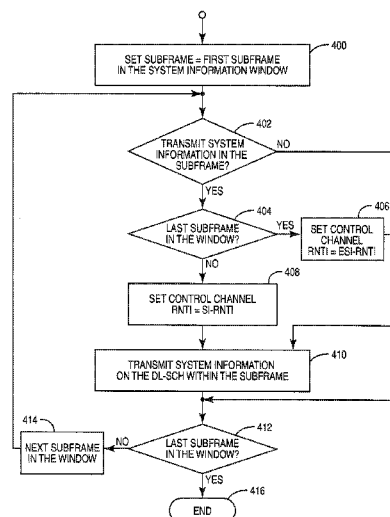 SET SUBFRAME = FIRST SUBFRAME
IN THE SYSTEM INFORMATION WINDOW
400
402
TRANSMIT SYSTEM
INFORMATION IN THE
SUBFRAME?
NO
YES
404
LAST SUBFRAME
IN THE WINDOW?
YES
406
SET CONTROL
CHANNEL
RNTI = ESI-RNTI
NO
408
SET CONTROL CHANNEL
RNTI = SI-RNTI
TRANSMIT SYSTEM INFORMATION
ON THE DL-SCH WITHIN THE SUBFRAME
410
412
LAST SUBFRAME
IN THE WINDOW?
NO
414
NEXT SUBFRAME
IN THE WINDOW
YES
END
416